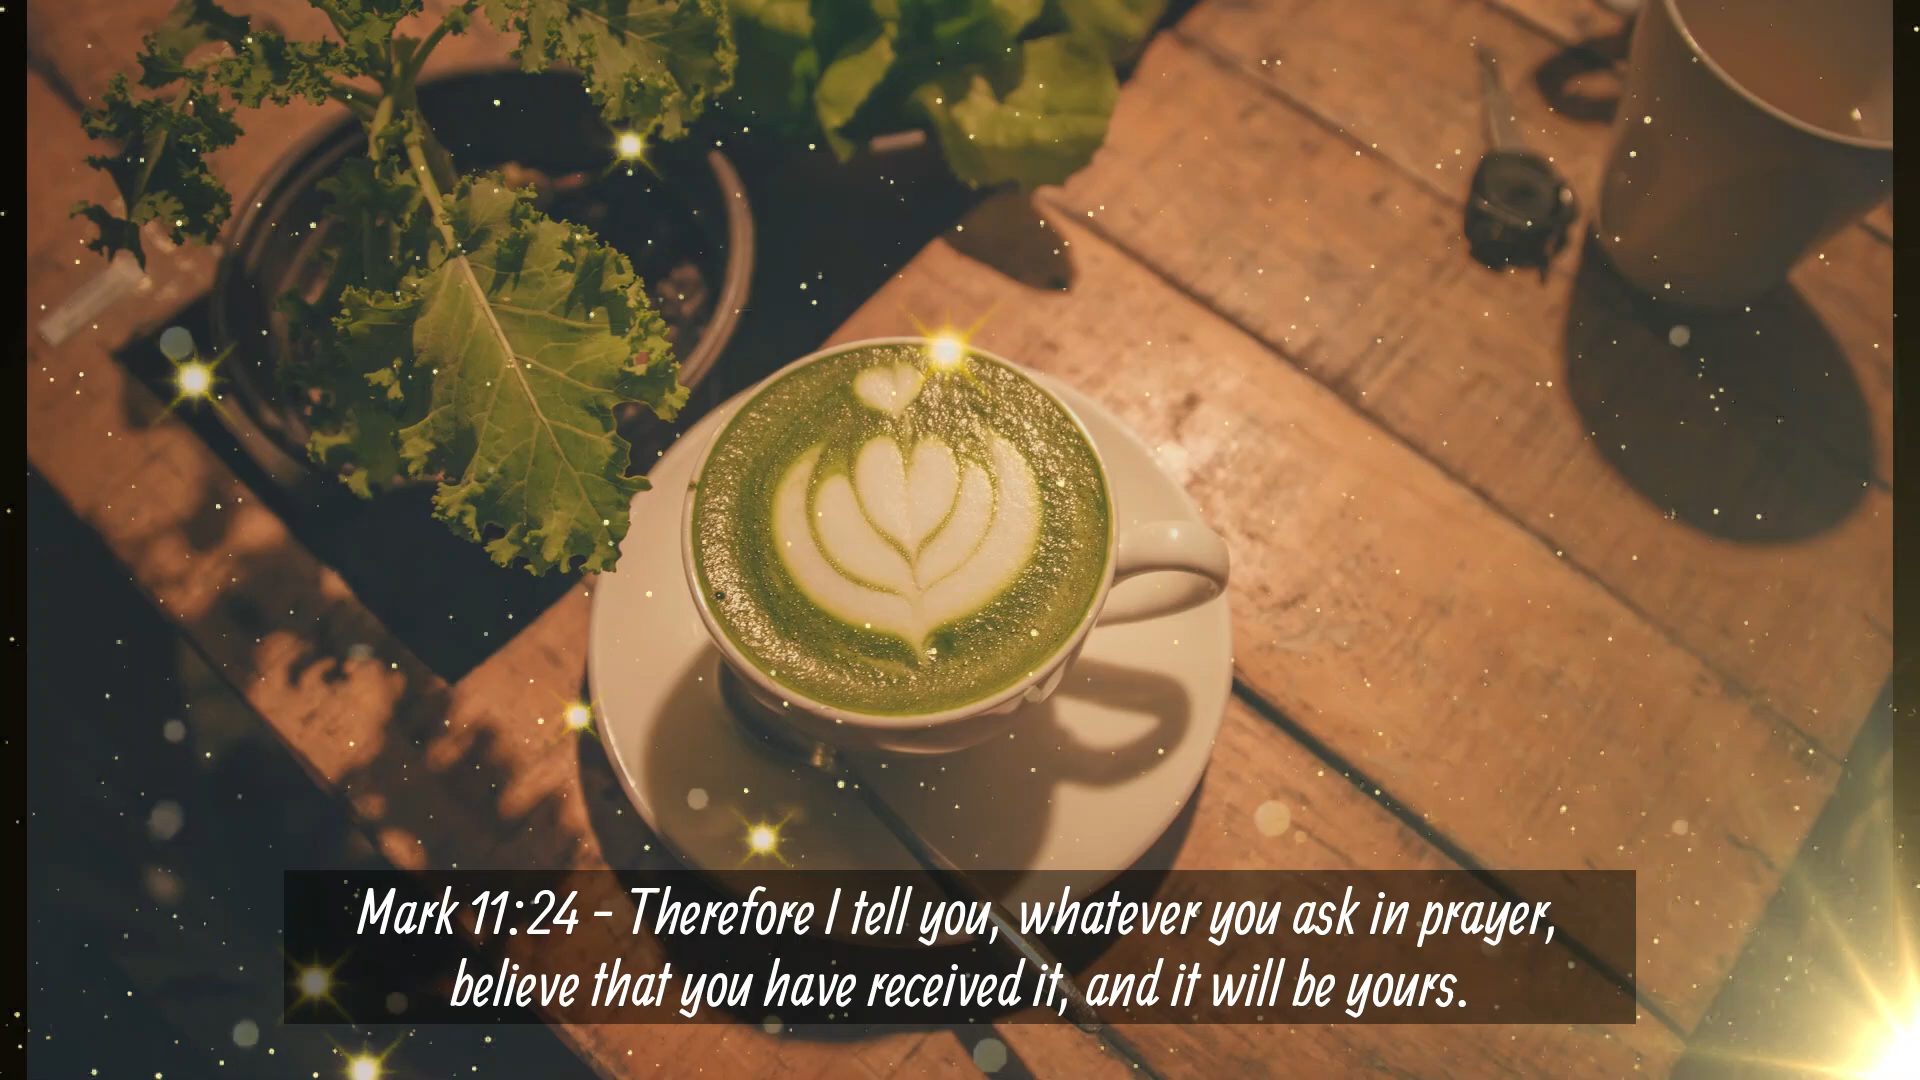 Mark 11:24 - Therefore I tell you, whatever you ask in prayer,
believe that you have received it, and it will be yours.